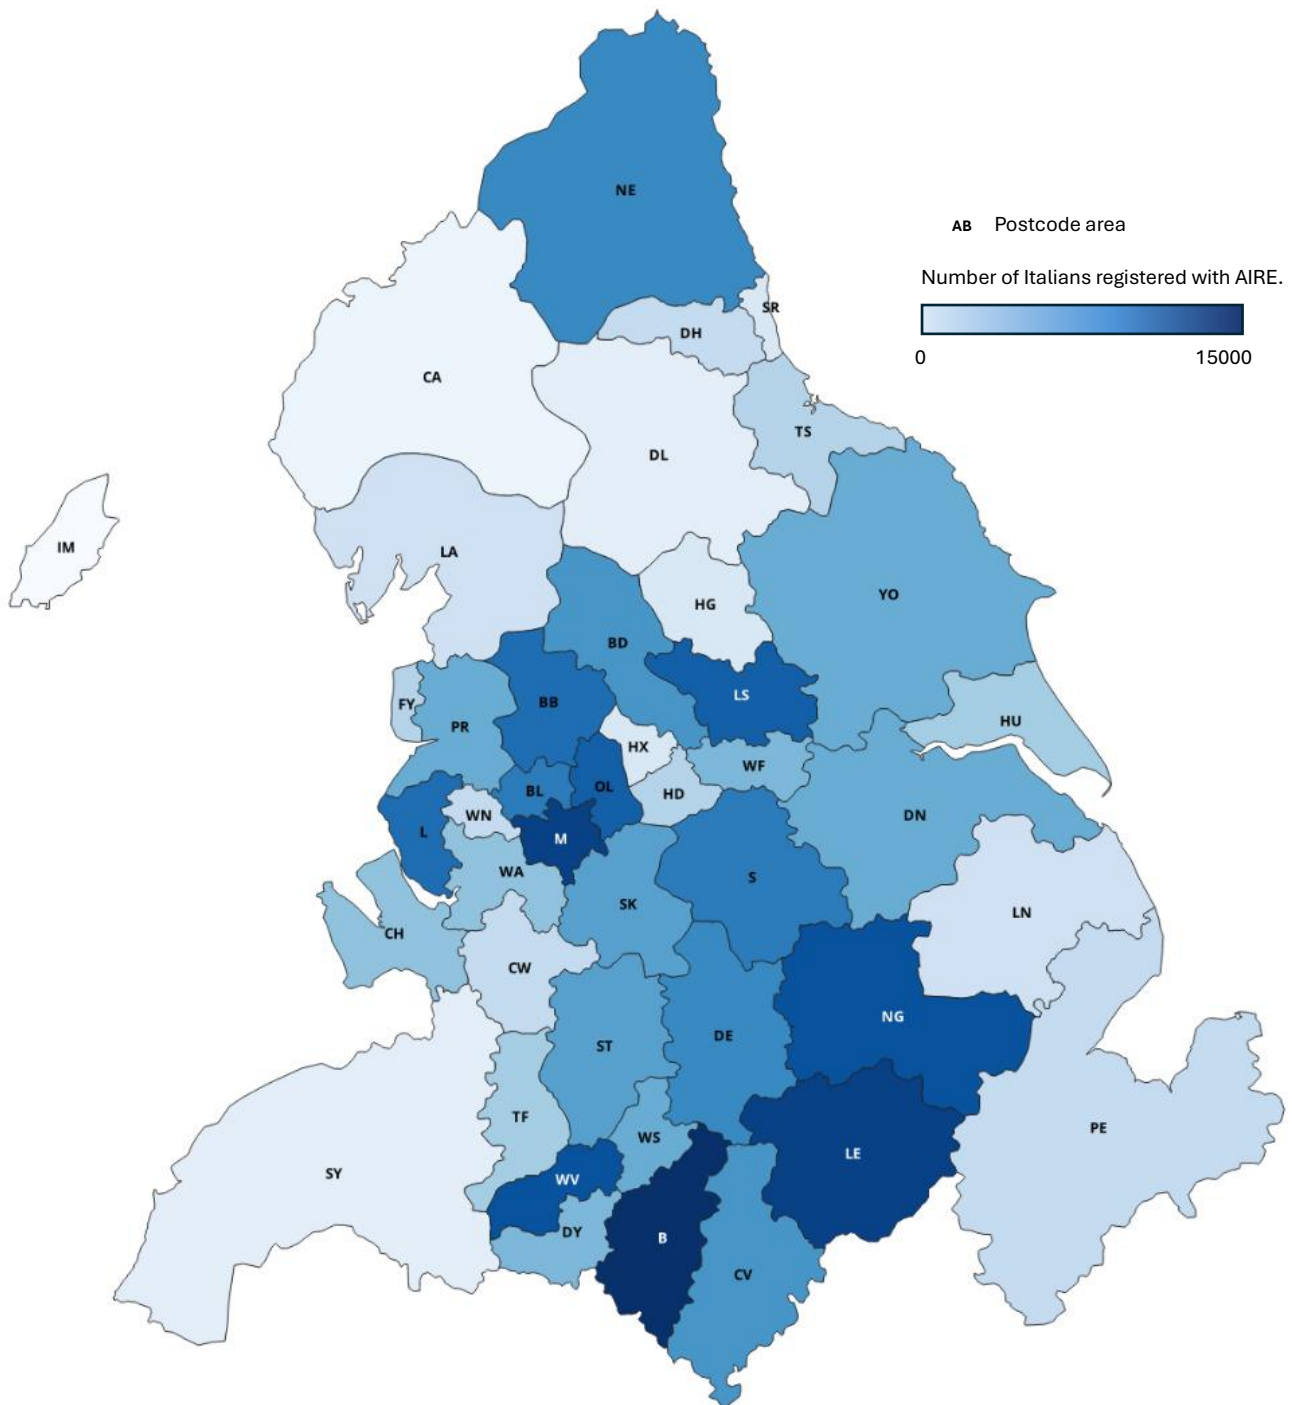 NE
AB Postcode area
Number of Italians registered with AIRE.
0 15000
SR
DH
CA
TS
DL
IM
LA
YO
HG
BD
LS
FY
BB
HU
PR
HX
WF
OL
BL
HD
WN
DN
L
M
WA
S
SK
LN
CH
CW
NG
DE
ST
TF
PE
WS
LE
SY
WV
DY
B
CV